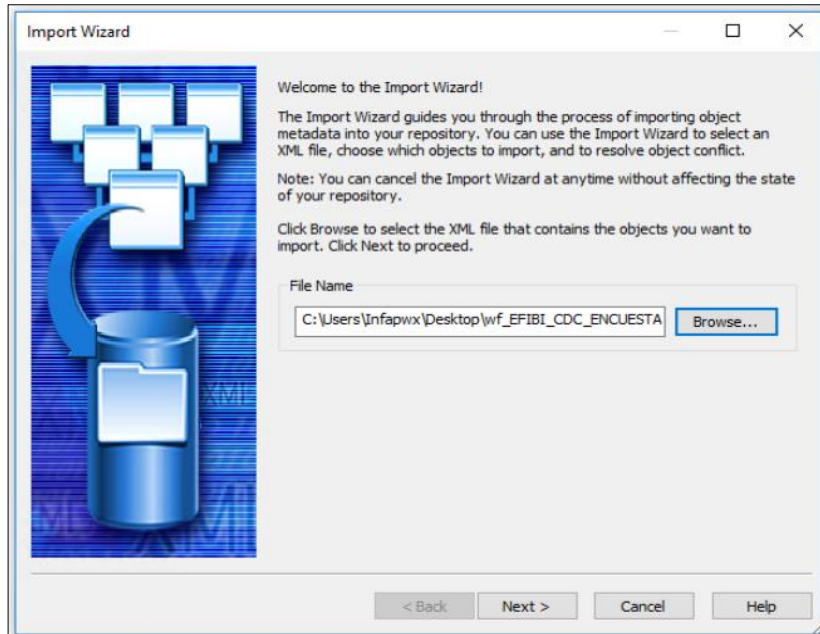 Import Wizard
Welcome to the Import Wizard!
The Import Wizard guides you through the process of importing object
metadata into your repository. You can use the Import Wizard to select an
XML file, choose which objects to import, and to resolve object conflict.
Note: You can cancel the Import Wizard at anytime without affecting the state
of your repository.
Click Browse to select the XML file that contains the objects you want to
import. Click Next to proceed.
File Name
C:\Users\Infapwx\Desktop\wf_EFIBI_CDC_ENCUESTA
Browse...
XML
XML
< Back
Next >
Cancel
Help